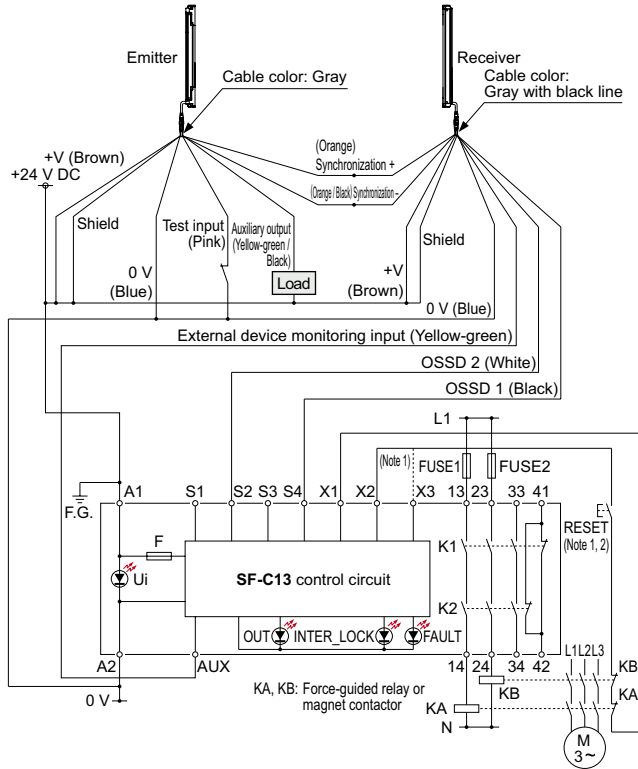 Emitter
Receiver
Cable color: Gray
Cable color:
Gray with black line
(Orange)
Synchronization +
+V (Brown)
+24 V DC
(Orange / Black) Synchronization –
Shield
Test input
(Pink)
Auxiliary output
(Yellow-green /
Black)
Shield
0 V
(Blue)
Load
+V
(Brown)
0 V (Blue)
External device monitoring input (Yellow-green)
OSSD 2 (White)
OSSD 1 (Black)
L1
(Note 1)
FUSE1
FUSE2
A1 S1 S2 S3 S4 X1 X2 X3 13 23 33 41
F.G.
RESET
(Note 1, 2)
F
K1
Ui
SF-C13 control circuit
K2
OUT INTER_LOCK FAULT
A2 AUX 14 24 34 42
L1 L2 L3
0 V
KA, KB: Force-guided relay or
magnet contactor
KB
KB
KA
KA
N
M
3~